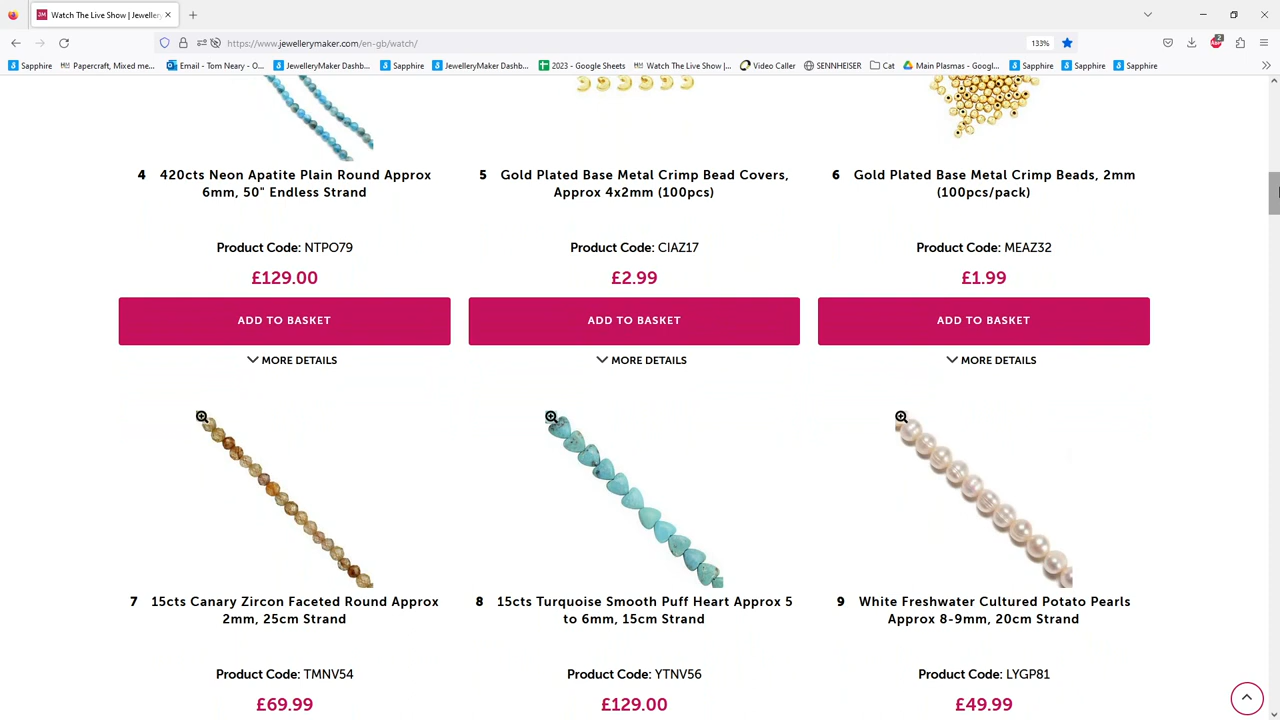 Watch The Live Show | Jeweller
https://www.jewellerymaker.com/en-gb/watch/
133%
2
Sapphire
Papercraft, Mixed me...
Email - Tom Neary - O...
JewelleryMaker Dashb...
Sapphire
JewelleryMaker Dashb...
2023 - Google Sheets
Watch The Live Show |...
Video Caller
SENNHEISER
Cat
Main Plasmas - Googl...
Sapphire
Sapphire
Sapphire
4 420cts Neon Apatite Plain Round Approx
6mm, 50" Endless Strand
Product Code: NTPO79
£129.00
ADD TO BASKET
MORE DETAILS
5 Gold Plated Base Metal Crimp Bead Covers,
Approx 4x2mm (100pcs)
Product Code: CIAZ17
£2.99
ADD TO BASKET
MORE DETAILS
6 Gold Plated Base Metal Crimp Beads, 2mm
(100pcs/pack)
Product Code: MEAZ32
£1.99
ADD TO BASKET
MORE DETAILS
7 15cts Canary Zircon Faceted Round Approx
2mm, 25cm Strand
Product Code: TMNV54
£69.99
8 15cts Turquoise Smooth Puff Heart Approx 5
to 6mm, 15cm Strand
Product Code: YTNV56
£129.00
9 White Freshwater Cultured Potato Pearls
Approx 8-9mm, 20cm Strand
Product Code: LYGP81
£49.99